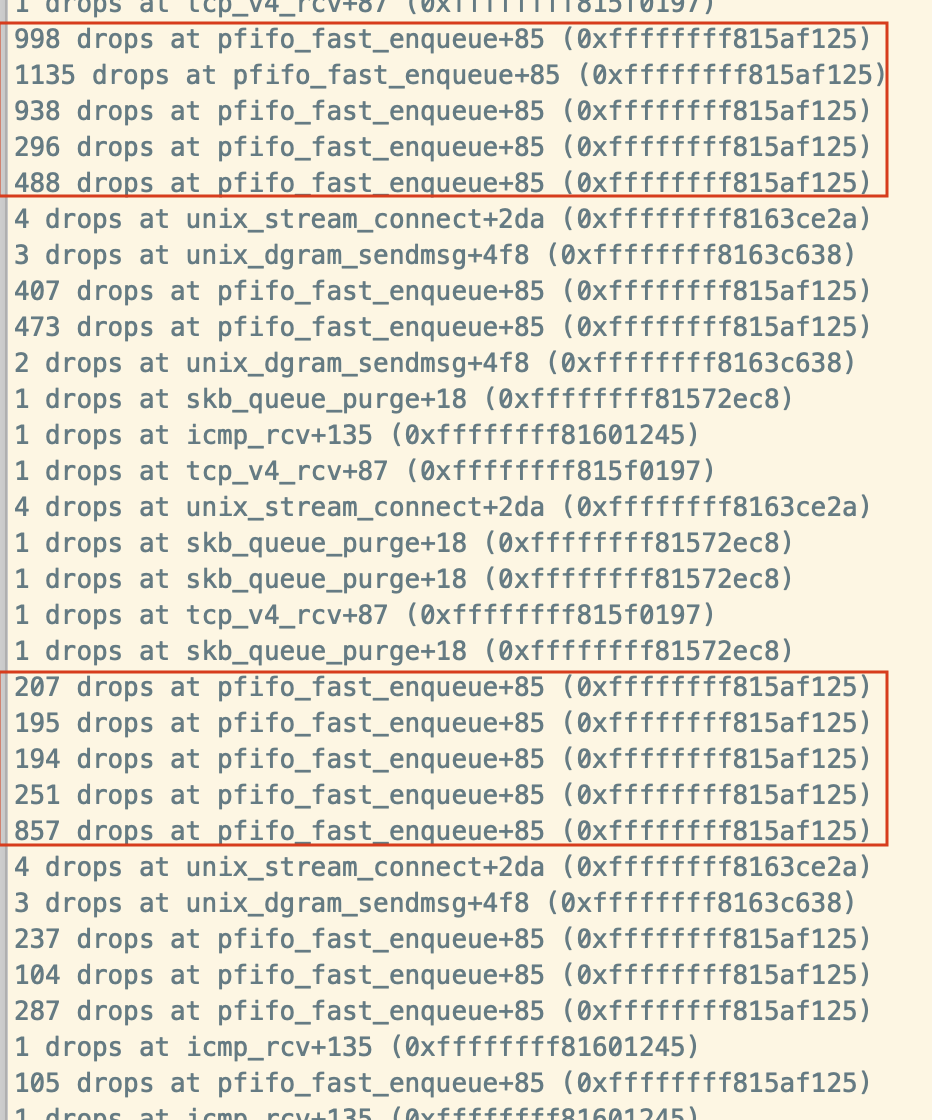 1 drops at tcp_v4_rcv+87 (0xffffffff815f0197)
998 drops at pfifo_fast_enqueue+85 (0xffffffff815af125)
1135 drops at pfifo_fast_enqueue+85 (0xffffffff815af125)
938 drops at pfifo_fast_enqueue+85 (0xffffffff815af125)
296 drops at pfifo_fast_enqueue+85 (0xffffffff815af125)
488 drops at pfifo_fast_enqueue+85 (0xffffffff815af125)
4 drops at unix_stream_connect+2da (0xffffffff8163ce2a)
3 drops at unix_dgram_sendmsg+4f8 (0xffffffff8163c638)
407 drops at pfifo_fast_enqueue+85 (0xffffffff815af125)
473 drops at pfifo_fast_enqueue+85 (0xffffffff815af125)
2 drops at unix_dgram_sendmsg+4f8 (0xffffffff8163c638)
1 drops at skb_queue_purge+18 (0xffffffff81572ec8)
1 drops at icmp_rcv+135 (0xffffffff81601245)
1 drops at tcp_v4_rcv+87 (0xffffffff815f0197)
4 drops at unix_stream_connect+2da (0xffffffff8163ce2a)
1 drops at skb_queue_purge+18 (0xffffffff81572ec8)
1 drops at skb_queue_purge+18 (0xffffffff81572ec8)
1 drops at tcp_v4_rcv+87 (0xffffffff815f0197)
1 drops at skb_queue_purge+18 (0xffffffff81572ec8)
207 drops at pfifo_fast_enqueue+85 (0xffffffff815af125)
195 drops at pfifo_fast_enqueue+85 (0xffffffff815af125)
194 drops at pfifo_fast_enqueue+85 (0xffffffff815af125)
251 drops at pfifo_fast_enqueue+85 (0xffffffff815af125)
857 drops at pfifo_fast_enqueue+85 (0xffffffff815af125)
4 drops at unix_stream_connect+2da (0xffffffff8163ce2a)
3 drops at unix_dgram_sendmsg+4f8 (0xffffffff8163c638)
237 drops at pfifo_fast_enqueue+85 (0xffffffff815af125)
104 drops at pfifo_fast_enqueue+85 (0xffffffff815af125)
287 drops at pfifo_fast_enqueue+85 (0xffffffff815af125)
1 drops at icmp_rcv+135 (0xffffffff81601245)
105 drops at pfifo_fast_enqueue+85 (0xffffffff815af125)
1 drops at icmp_rcv+135 (0xffffffff81601245)